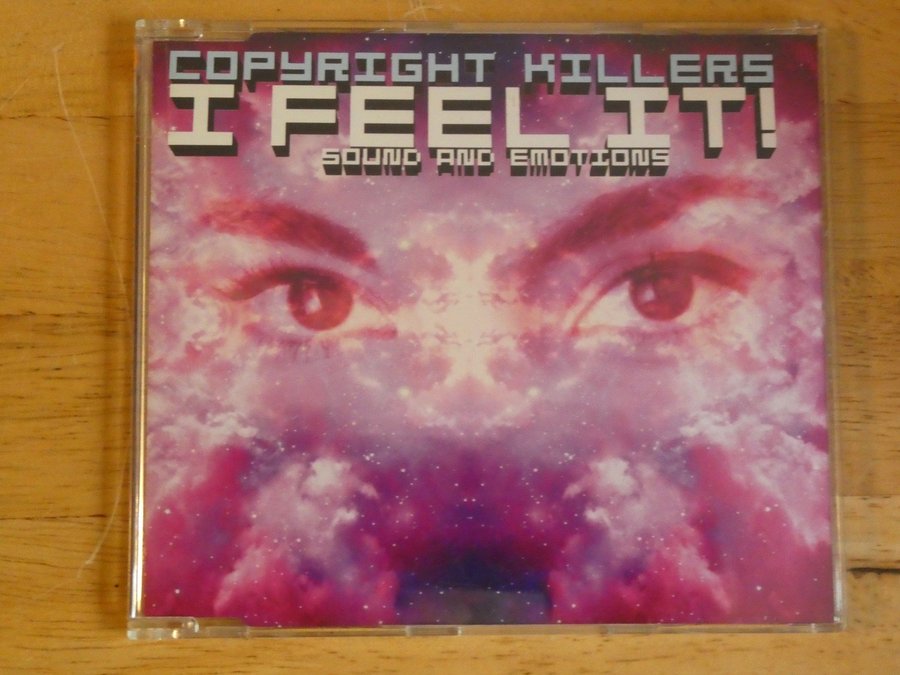 COPYRIGHT KILLERS
I FEEL IT!
SOUND AND EMOTIONS